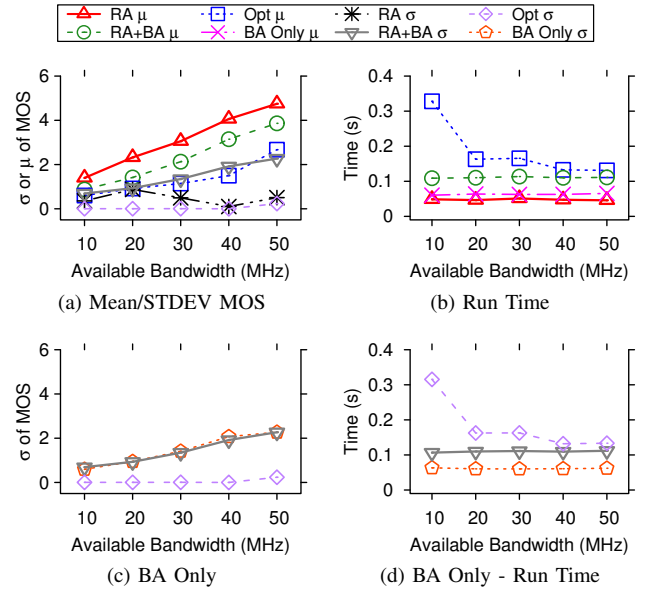 RA μ Opt μ RA σ Opt σ
RA+BA μ BA Only μ RA+BA σ BA Only σ
σ or μ of MOS
6
4
2
0
10 20 30 40 50
Available Bandwidth (MHz)
(a) Mean/STDEV MOS
Time (s)
0.4
0.3
0.2
0.1
0
10 20 30 40 50
Available Bandwidth (MHz)
(b) Run Time
σ of MOS
6
4
2
0
10 20 30 40 50
Available Bandwidth (MHz)
(c) BA Only
Time (s)
0.4
0.3
0.2
0.1
0
10 20 30 40 50
Available Bandwidth (MHz)
(d) BA Only - Run Time